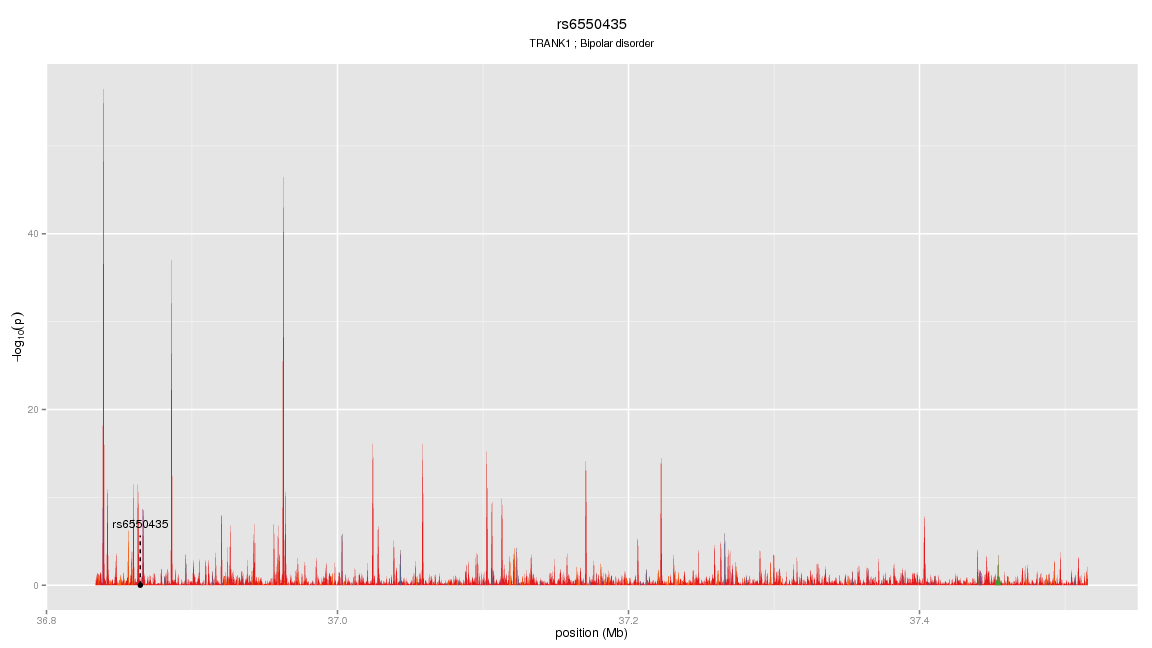 rs6550435
TRANK1 ; Bipolar disorder
−log10(p)
40
20
0
rs6550435
36.8
37.0
37.2
37.4
position (Mb)